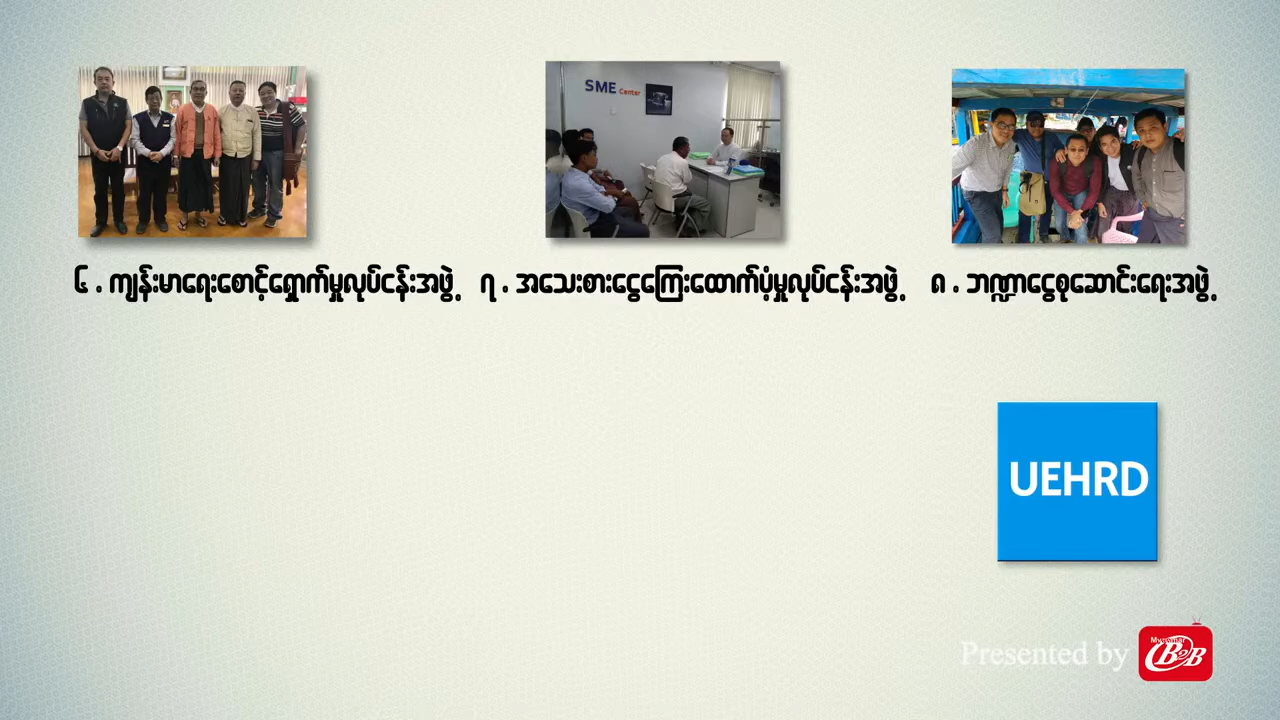 SME Center
၆ . ကျန်းမာရေးစောင့်ရှောက်မှုလုပ်ငန်းအဖွဲ့
၇ . အသေးစားငွေကြေးထောက်ပံ့မှုလုပ်ငန်းအဖွဲ့
၈ . ဘဏ္ဍာငွေစုဆောင်းရေးအဖွဲ့
UEHRD
Presented by
Myanmar
B2B